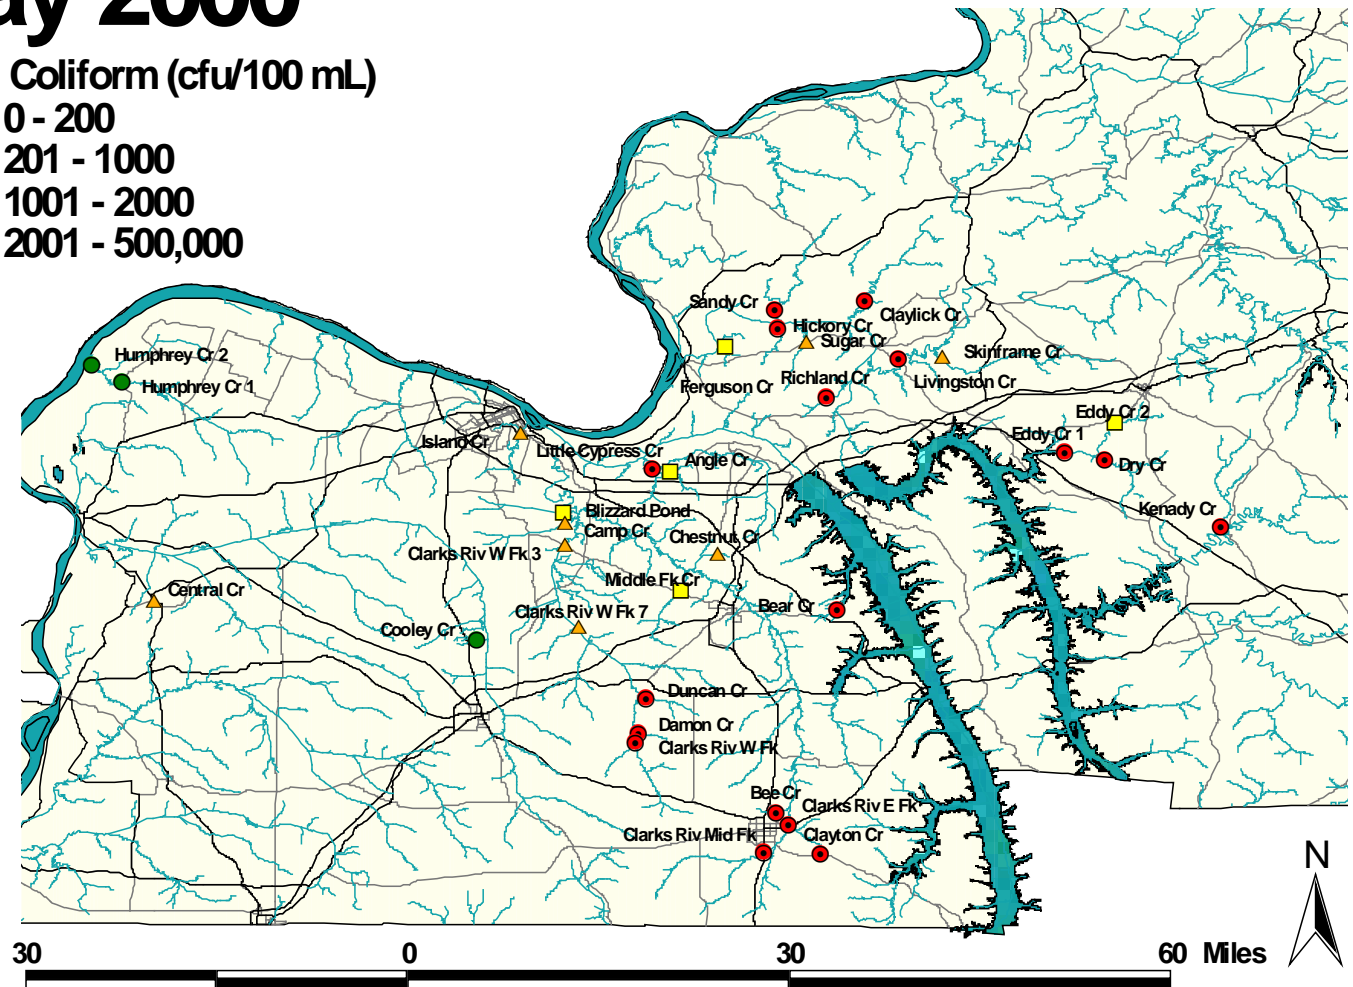 ay 2000
Coliform (cfu/100 mL)
0 - 200
201 - 1000
1001 - 2000
2001 - 500,000
Sandy Cr
Claylick Cr
Hickory Cr
Sugar Cr
Skinframe Cr
Humphrey Cr 2
Humphrey Cr 1
Ferguson Cr
Richland Cr
Livingston Cr
Eddy Cr 2
Eddy Cr 1
Island Cr
Little Cypress Cr
Angle Cr
Dry Cr
Blizzard Pond
Camp Cr
Chestnut Cr
Kenady Cr
Clarks Riv W Fk 3
Middle Fk Cr
Central Cr
Clarks Riv W Fk 7
Bear Cr
Cooley Cr
Duncan Cr
Damon Cr
Clarks Riv W Fk
Bee Cr
Clarks Riv E Fk
Clarks Riv Mid Fk
Clayton Cr
N
30 0 30 60 Miles